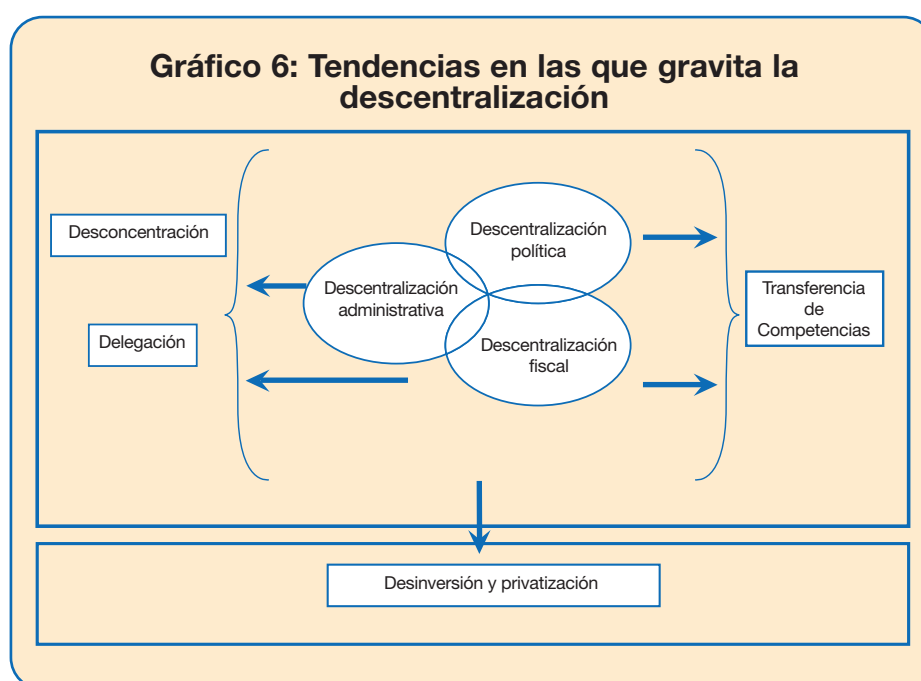 Gráfico 6: Tendencias en las que gravita la
descentralización
Desconcentración
Delegación
Descentralización
administrativa
Descentralización
política
Descentralización
fiscal
Transferencia
de
Competencias
Desinversión y privatización